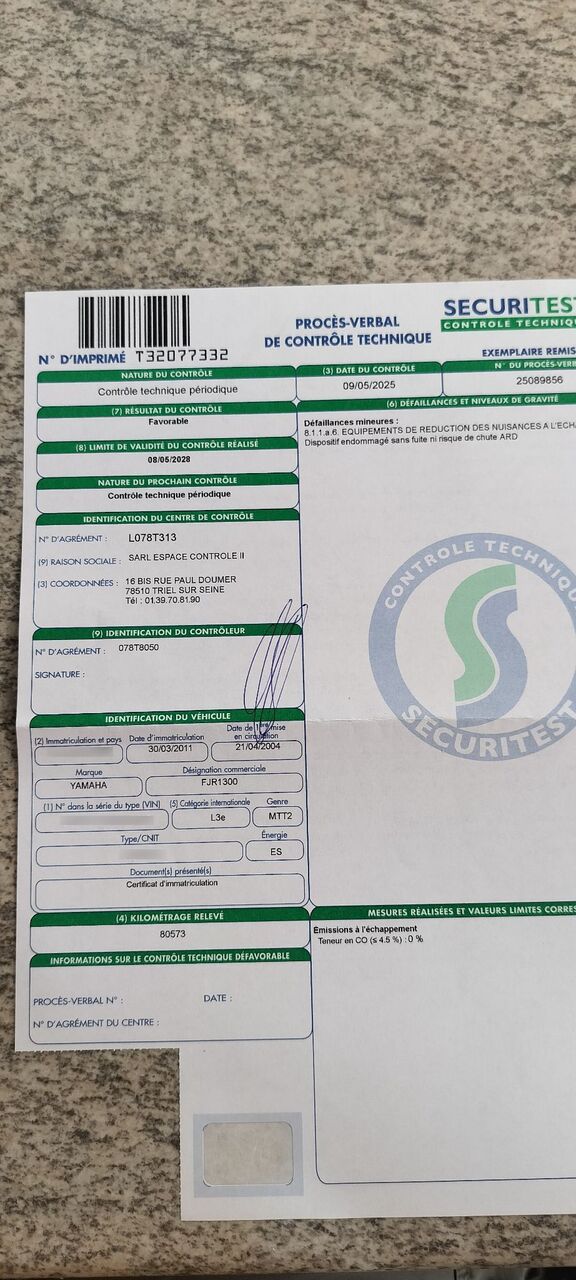 SECURITEST
CONTROLE TECHNIQUE
PROCÈS-VERBAL
DE CONTRÔLE TECHNIQUE
N° D'IMPRIMÉ T32077332
EXEMPLAIRE REMIS
NATURE DU CONTRÔLE
Contrôle technique périodique
(3) DATE DU CONTRÔLE
09/05/2025
N° DU PROCÈS-VERB
25089856
(7) RÉSULTAT DU CONTRÔLE
Favorable
(8) LIMITE DE VALIDITÉ DU CONTRÔLE RÉALISÉ
08/05/2028
NATURE DU PROCHAIN CONTRÔLE
Contrôle technique périodique
IDENTIFICATION DU CENTRE DE CONTRÔLE
N° D'AGRÉMENT : L078T313
(9) RAISON SOCIALE : SARL ESPACE CONTROLE II
(3) COORDONNÉES : 16 BIS RUE PAUL DOUMER
78510 TRIEL SUR SEINE
Tél : 01.39.70.81.90
(9) IDENTIFICATION DU CONTRÔLEUR
N° D'AGRÉMENT : 078T8050
SIGNATURE :
IDENTIFICATION DU VÉHICULE
(2) Immatriculation et pays
Date d'immatriculation
30/03/2011
Date de 1ère mise
en circulation
21/04/2004
Marque
YAMAHA
Désignation commerciale
FJR1300
(1) N° dans la série du type (VIN)
(5) Catégorie internationale
L3e
Genre
MTT2
Type/CNIT
Énergie
ES
Document(s) présenté(s)
Certificat d'immatriculation
(4) KILOMÉTRAGE RELEVÉ
80573
INFORMATIONS SUR LE CONTRÔLE TECHNIQUE DÉFAVORABLE
PROCÈS-VERBAL N° : DATE :
N° D'AGRÉMENT DU CENTRE :
(6) DÉFAILLANCES ET NIVEAUX DE GRAVITÉ
Défaillances mineures :
8.1.1.a.6. EQUIPEMENTS DE REDUCTION DES NUISANCES A L'ECHA
Dispositif endommagé sans fuite ni risque de chute ARD
CONTROLE TECHNIQUE
SECURITEST
MESURES RÉALISÉES ET VALEURS LIMITES CORRES
Émissions à l'échappement
Teneur en CO (≤ 4.5 %) : 0 %